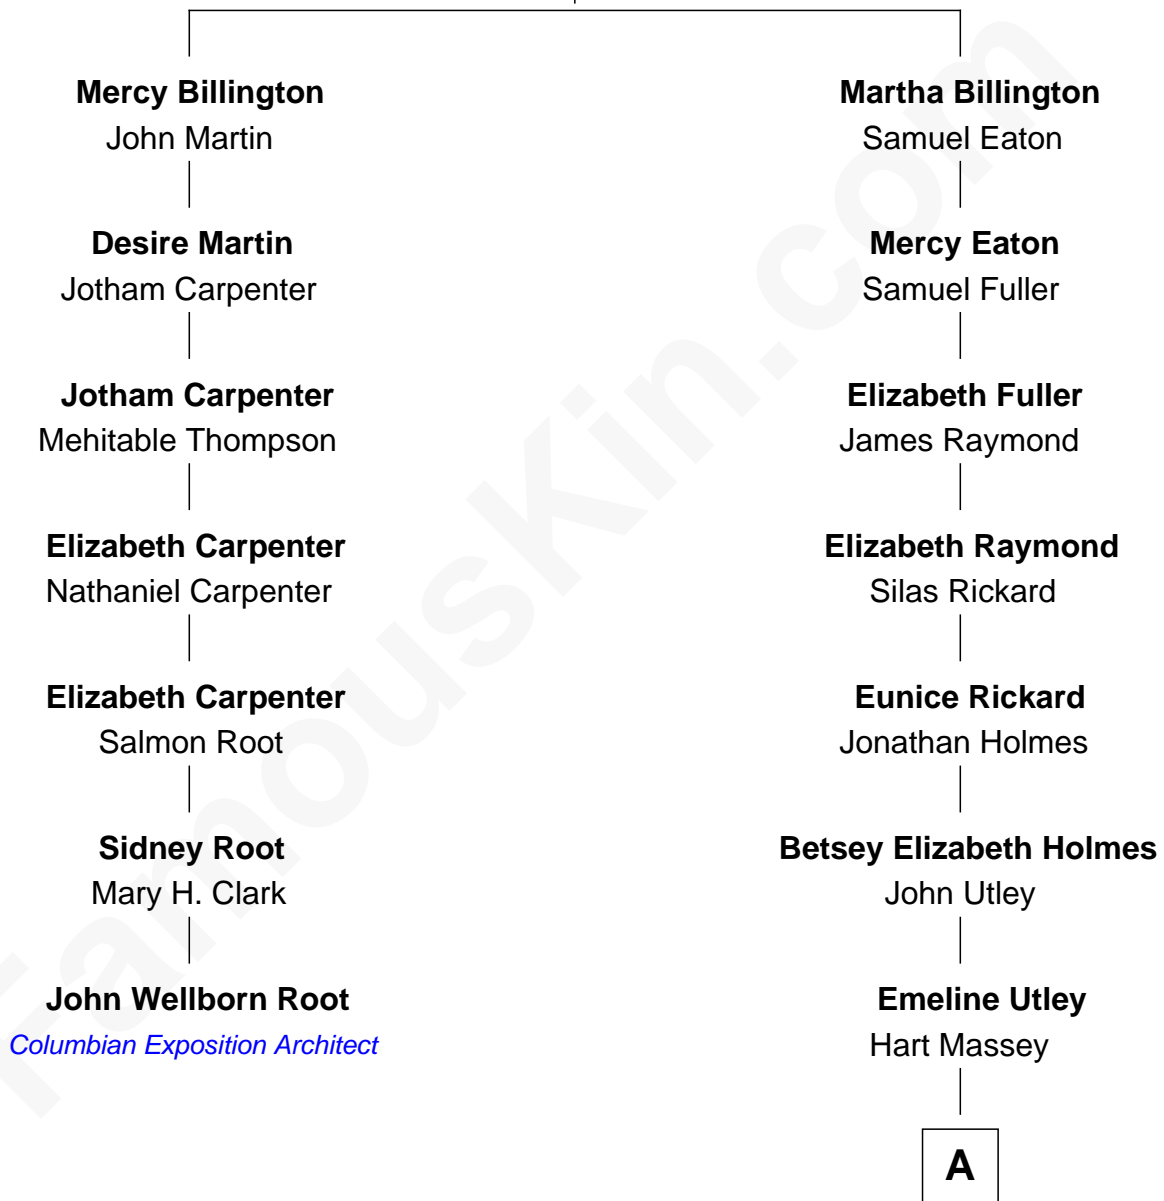 Mercy Billington
John Martin
Martha Billington
Samuel Eaton
Desire Martin
Jotham Carpenter
Mercy Eaton
Samuel Fuller
Jotham Carpenter
Mehitable Thompson
Elizabeth Fuller
James Raymond
Elizabeth Carpenter
Nathaniel Carpenter
Elizabeth Raymond
Silas Rickard
Elizabeth Carpenter
Salmon Root
Eunice Rickard
Jonathan Holmes
Sidney Root
Mary H. Clark
Betsey Elizabeth Holmes
John Utley
John Wellborn Root
Columbian Exposition Architect
Emeline Utley
Hart Massey
A
FamousKin.com